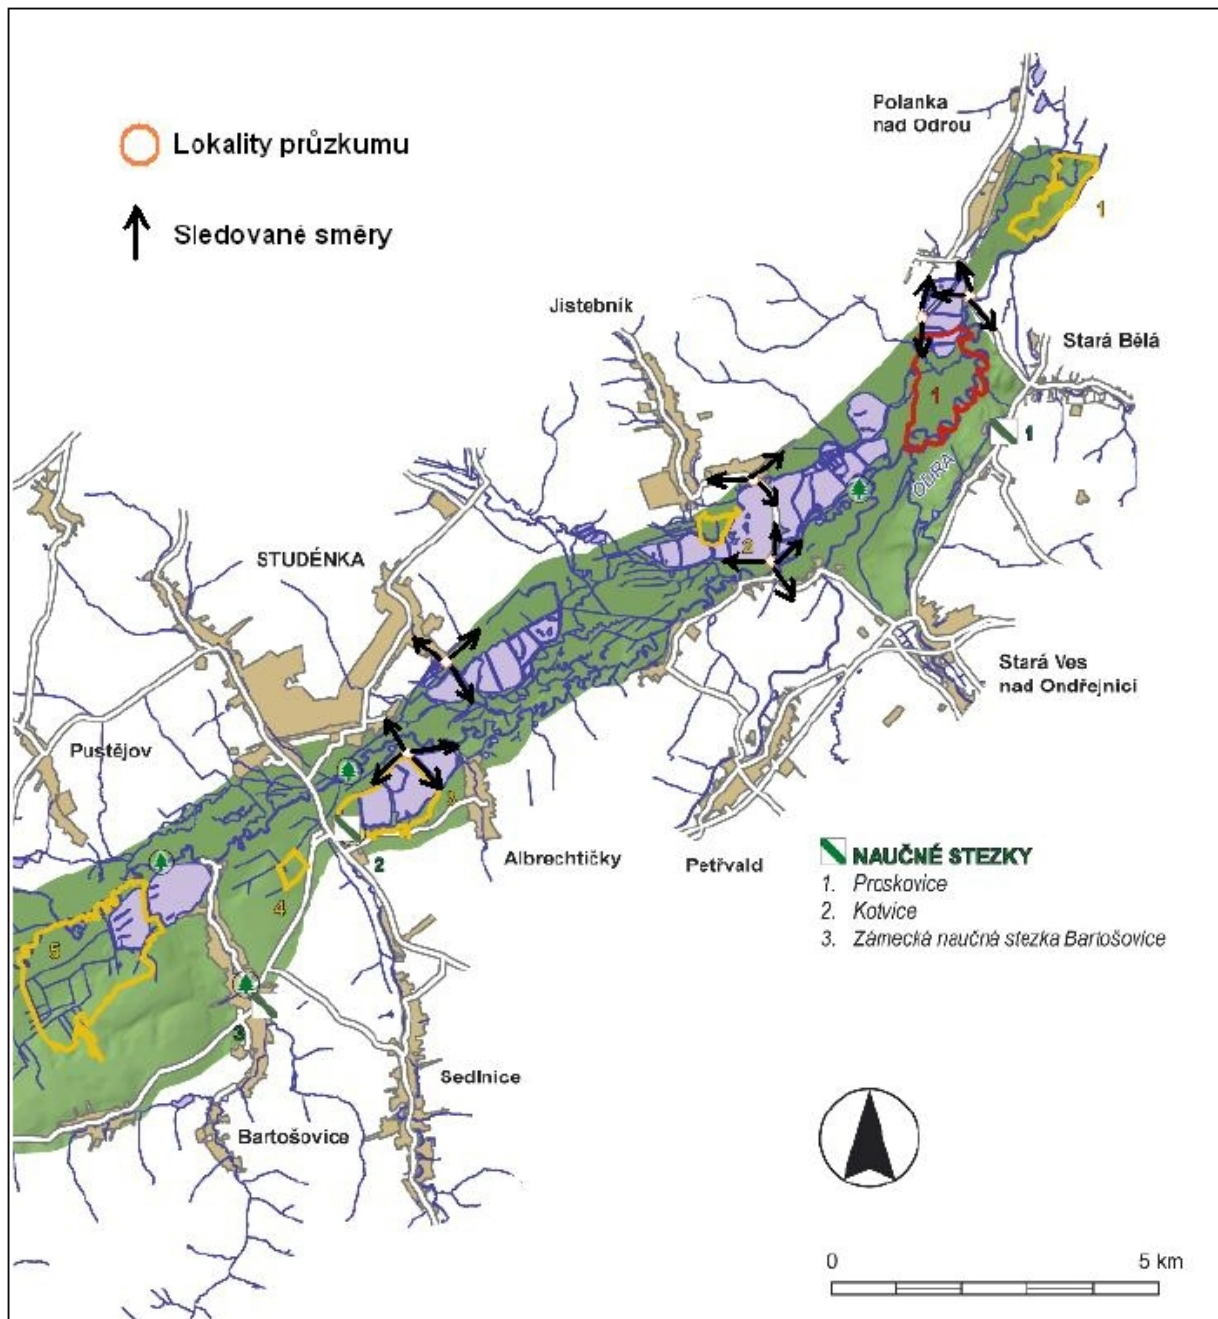 Lokality průzkumu
Sledované směry
Polanka
nad Odrou
1
Jistebník
Stará Bělá
1
1
ODRA
2
STUDÉNKA
Stará Ves
nad Ondřejnicí
Pustějov
3
Albrechtičky
Petřvald
2
4
5
3
NAUČNÉ STEZKY
1. Proskovice
2. Kotvice
3. Zámecká naučná stezka Bartošovice
Sedlnice
Bartošovice
0 5 km